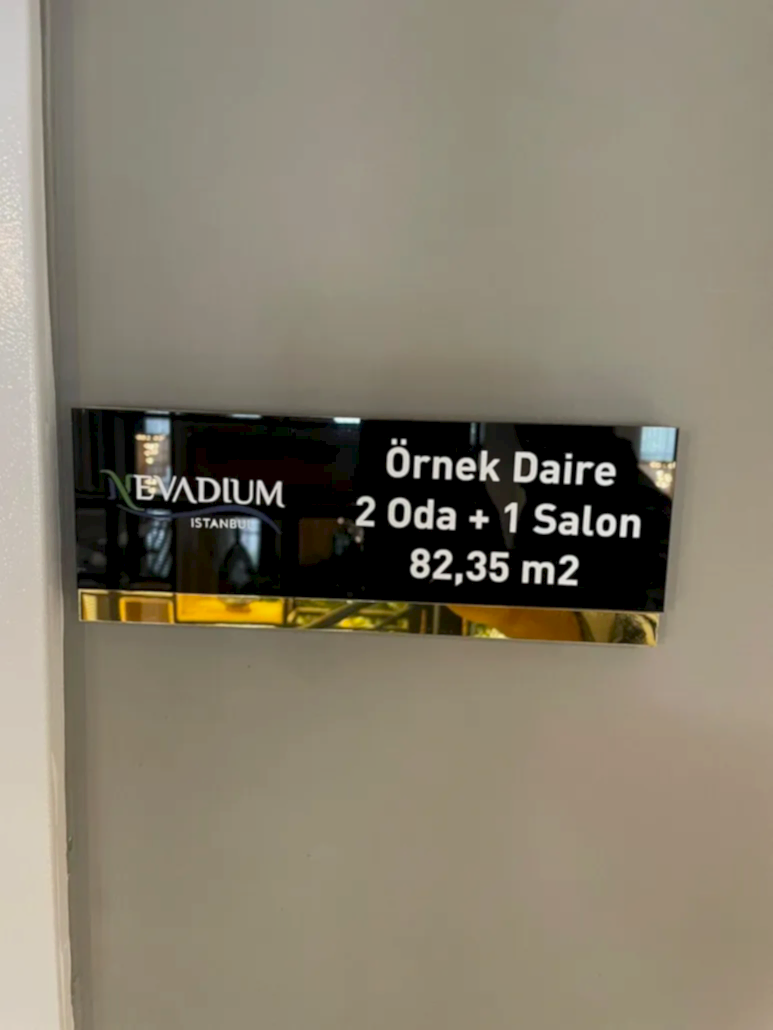 NEVADIUM
ISTANBUL
Örnek Daire
2 Oda + 1 Salon
82,35 m2